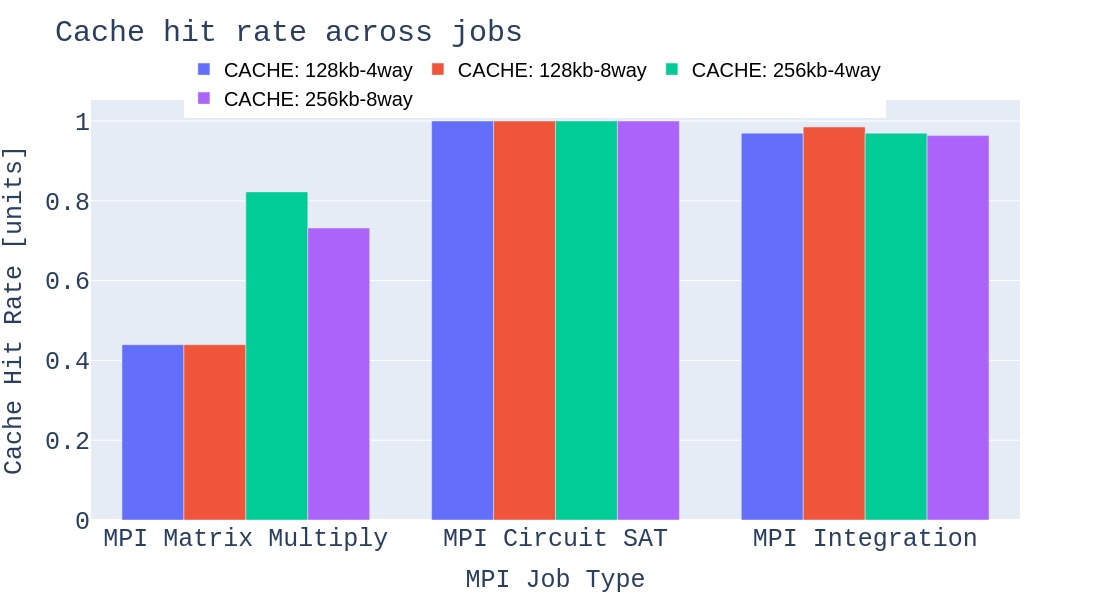 Cache hit rate across jobs
CACHE: 128kb-4way CACHE: 128kb-8way CACHE: 256kb-4way
CACHE: 256kb-8way
Cache Hit Rate [units]
1
0.8
0.6
0.4
0.2
0
MPI Matrix Multiply MPI Circuit SAT MPI Integration
MPI Job Type